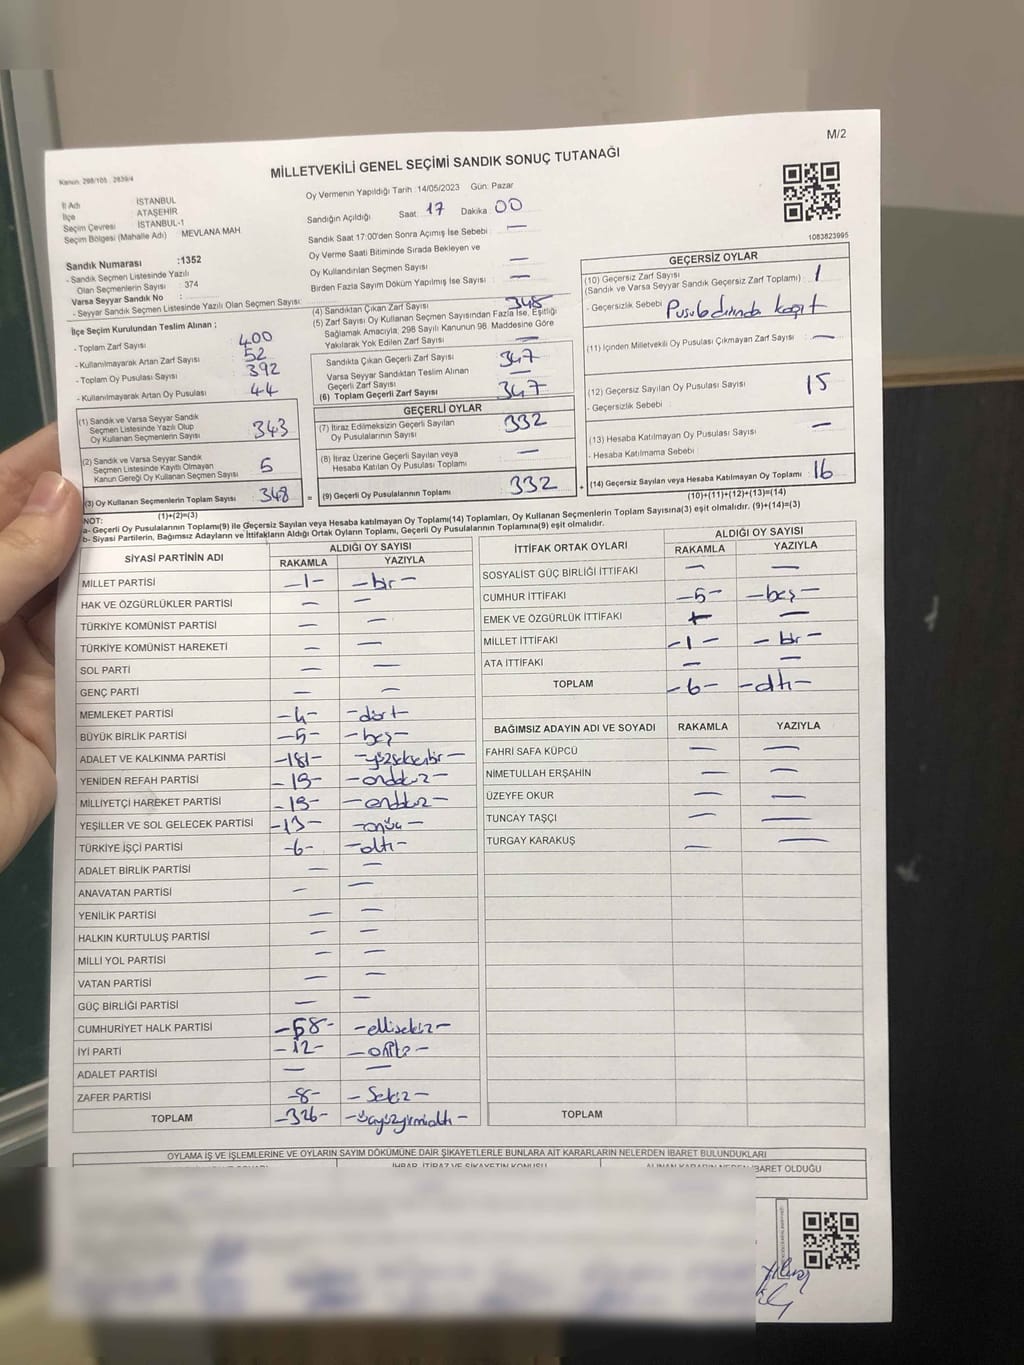 M/2
Kanun: 298/105 : 2839/4
MİLLETVEKİLİ GENEL SEÇİMİ SANDIK SONUÇ TUTANAĞI
İl Adı : İSTANBUL
İlçe : ATAŞEHİR
Seçim Çevresi : İSTANBUL-1
Seçim Bölgesi (Mahalle Adı) : MEVLANA MAH
Sandık Numarası :1352
- Sandık Seçmen Listesinde Yazılı
Olan Seçmenlerin Sayısı : 374
Varsa Seyyar Sandık No :
- Seyyar Sandık Seçmen Listesinde Yazılı Olan Seçmen Sayısı:
Oy Vermenin Yapıldığı Tarih :14/05/2023 Gün: Pazar
Sandığın Açıldığı Saat 17 Dakika 00
Sandık Saat 17:00'den Sonra Açımış İse Sebebi : —
Oy Verme Saati Bitiminde Sırada Bekleyen ve
Oy Kullandırılan Seçmen Sayısı : —
Birden Fazla Sayım Döküm Yapılmış İse Sayısı : —
1083823995
İlçe Seçim Kurulundan Teslim Alınan ;
- Toplam Zarf Sayısı : 400
- Kullanılmayarak Artan Zarf Sayısı : 52
- Toplam Oy Pusulası Sayısı : 392
- Kullanılmayarak Artan Oy Pusulası : 44
(1) Sandık ve Varsa Seyyar Sandık
Seçmen Listesinde Yazılı Olup
Oy Kullanan Seçmenlerin Sayısı : 343
(2) Sandık ve Varsa Seyyar Sandık
Seçmen Listesinde Kayıtlı Olmayan
Kanun Gereği Oy Kullanan Seçmen Sayısı : 5
(3) Oy Kullanan Seçmenlerin Toplam Sayısı : 348
(1)+(2)=(3)
(4) Sandıktan Çıkan Zarf Sayısı : 348
(5) Zarf Sayısı Oy Kullanan Seçmen Sayısından Fazla İse, Eşitliği
Sağlamak Amacıyla, 298 Sayılı Kanunun 98. Maddesine Göre
Yakılarak Yok Edilen Zarf Sayısı : —
Sandıkta Çıkan Geçerli Zarf Sayısı : 347
Varsa Seyyar Sandıktan Teslim Alınan
Geçerli Zarf Sayısı : —
(6) Toplam Geçerli Zarf Sayısı : 347
GEÇERLİ OYLAR
(7) İtiraz Edilmeksizin Geçerli Sayılan
Oy Pusulalarının Sayısı : 332
(8) İtiraz Üzerine Geçerli Sayılan veya
Hesaba Katılan Oy Pusulası Toplamı : —
= (9) Geçerli Oy Pusulalarının Toplamı : 332
GEÇERSİZ OYLAR
(10) Geçersiz Zarf Sayısı
(Sandık ve Varsa Seyyar Sandık Geçersiz Zarf Toplamı) : 1
- Geçersizlik Sebebi : Pusula dışında kağıt
(11) İçinden Milletvekili Oy Pusulası Çıkmayan Zarf Sayısı : —
(12) Geçersiz Sayılan Oy Pusulası Sayısı : 15
- Geçersizlik Sebebi :
(13) Hesaba Katılmayan Oy Pusulası Sayısı : —
- Hesaba Katılmama Sebebi :
+ (14) Geçersiz Sayılan veya Hesaba Katılmayan Oy Toplamı : 16
(10)+(11)+(12)+(13)=(14)
NOT:
a- Geçerli Oy Pusulalarının Toplamı(9) ile Geçersiz Sayılan veya Hesaba katılmayan Oy Toplamı(14) Toplamları, Oy Kullanan Seçmenlerin Toplam Sayısına(3) eşit olmalıdır. (9)+(14)=(3)
b- Siyasi Partilerin, Bağımsız Adayların ve İttifakların Aldığı Ortak Oyların Toplamı, Geçerli Oy Pusulalarının Toplamına(9) eşit olmalıdır.
SİYASİ PARTİNİN ADI ALDIĞI OY SAYISI
RAKAMLA YAZIYLA
MİLLET PARTİSİ -1- -bir-
HAK VE ÖZGÜRLÜKLER PARTİSİ — —
TÜRKİYE KOMÜNİST PARTİSİ — —
TÜRKİYE KOMÜNİST HAREKETİ — —
SOL PARTİ — —
GENÇ PARTİ — —
MEMLEKET PARTİSİ -4- -dört-
BÜYÜK BİRLİK PARTİSİ -5- -beş-
ADALET VE KALKINMA PARTİSİ -181- -yüzseksenbir-
YENİDEN REFAH PARTİSİ -19- -ondokuz-
MİLLİYETÇİ HAREKET PARTİSİ -19- -ondokuz-
YEŞİLLER VE SOL GELECEK PARTİSİ -13- -onüç-
TÜRKİYE İŞÇİ PARTİSİ -6- -altı-
ADALET BİRLİK PARTİSİ — —
ANAVATAN PARTİSİ — —
YENİLİK PARTİSİ — —
HALKIN KURTULUŞ PARTİSİ — —
MİLLİ YOL PARTİSİ — —
VATAN PARTİSİ — —
GÜÇ BİRLİĞİ PARTİSİ — —
CUMHURİYET HALK PARTİSİ -58- -ellisekiz-
İYİ PARTİ -12- -oniki-
ADALET PARTİSİ — —
ZAFER PARTİSİ -8- -Sekiz-
TOPLAM -326- -üçyüzyirmialtı-
İTTİFAK ORTAK OYLARI ALDIĞI OY SAYISI
RAKAMLA YAZIYLA
SOSYALİST GÜÇ BİRLİĞİ İTTİFAKI — —
CUMHUR İTTİFAKI -5- -beş-
EMEK VE ÖZGÜRLÜK İTTİFAKI — —
MİLLET İTTİFAKI -1- -bir-
ATA İTTİFAKI — —
TOPLAM -6- -altı-
BAĞIMSIZ ADAYIN ADI VE SOYADI RAKAMLA YAZIYLA
FAHRİ SAFA KÜPCÜ — —
NİMETULLAH ERŞAHİN — —
ÜZEYFE OKUR — —
TUNCAY TAŞÇI — —
TURGAY KARAKUŞ — —
TOPLAM
OYLAMA İŞ VE İŞLEMLERİNE VE OYLARIN SAYIM DÖKÜMÜNE DAİR ŞİKAYETLERLE BUNLARA AİT KARARLARIN NELERDEN İBARET BULUNDUKLARI
İHBAR, İTİRAZ VE ŞİKAYETİN KONUSU
ALINAN KARARIN NEDEN İBARET OLDUĞU